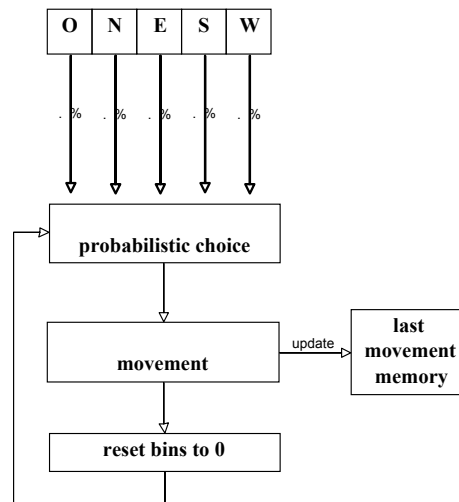 O N E S W
. % . % . % . % . %
probabilistic choice
movement
update
last
movement
memory
reset bins to 0